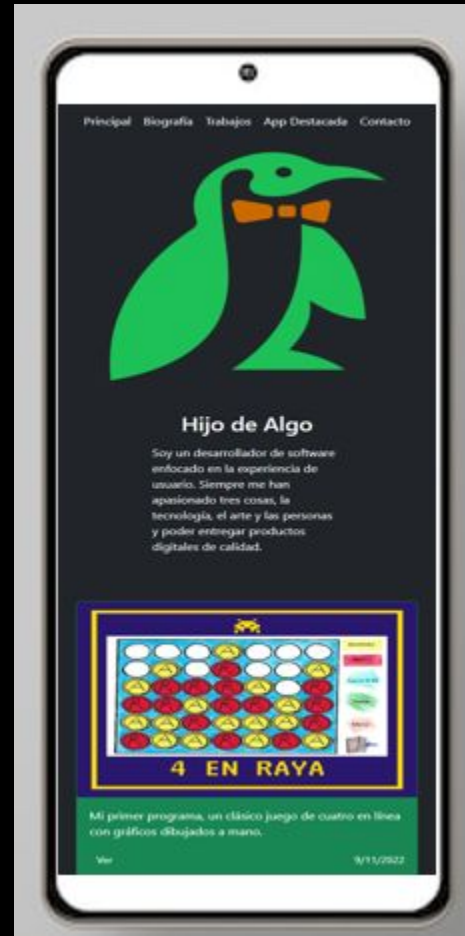 Principal Biografía Trabajos App Destacada Contacto
Hijo de Algo
Soy un desarrollador de software
enfocado en la experiencia de
usuario. Siempre me han
apasionado tres cosas, la
tecnología, el arte y las personas
y poder entregar productos
digitales de calidad.
4 EN RAYA
Mi primer programa, un clásico juego de cuatro en línea
con gráficos dibujados a mano.
Ver 9/11/2022